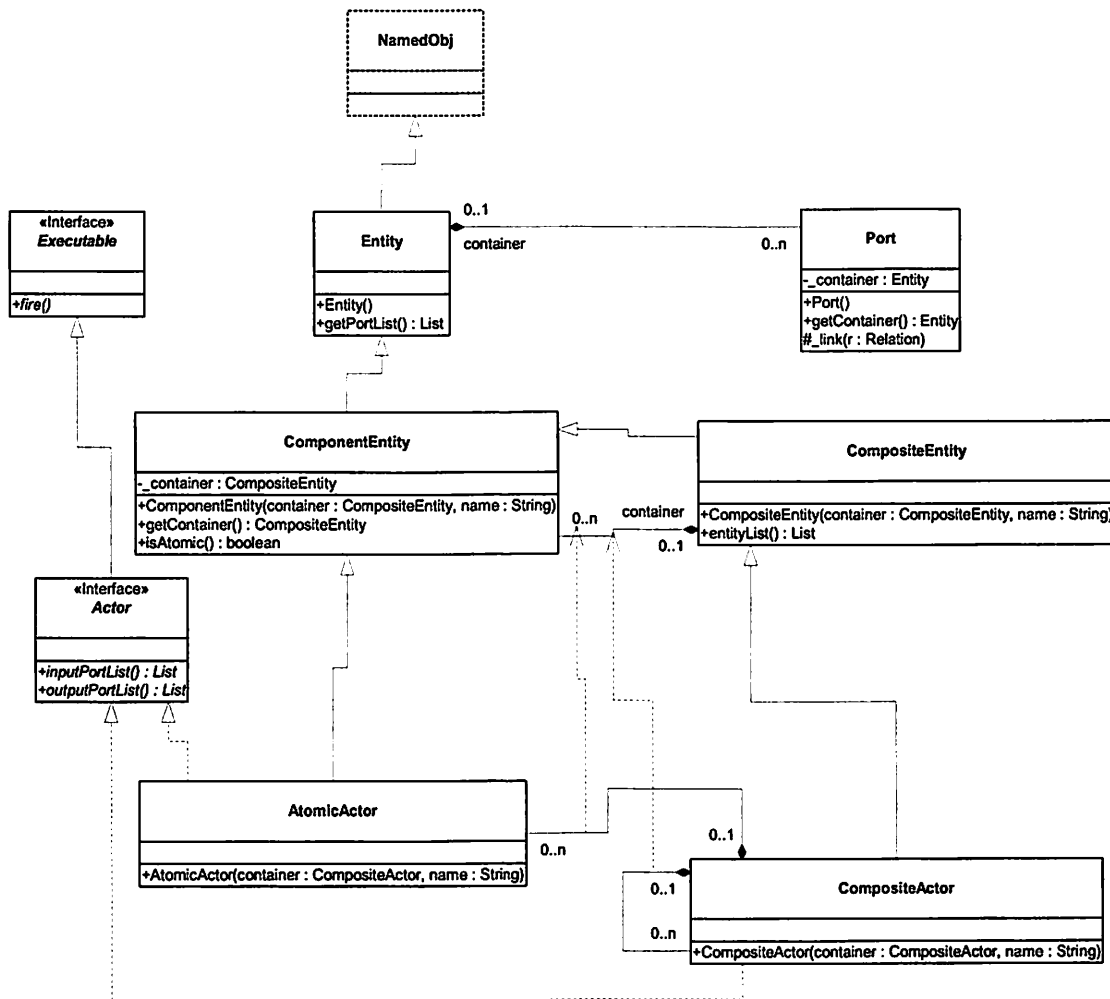 NamedObj
«Interface»
Executable
+fire()
Entity
+Entity()
+getPortList() : List
0..1
container
0..n
Port
-_container : Entity
+Port()
+getContainer() : Entity
#_link(r : Relation)
ComponentEntity
-_container : CompositeEntity
+ComponentEntity(container : CompositeEntity, name : String)
+getContainer() : CompositeEntity
+isAtomic() : boolean
0..n
container
0..1
CompositeEntity
+CompositeEntity(container : CompositeEntity, name : String)
+entityList() : List
«Interface»
Actor
+inputPortList() : List
+outputPortList() : List
AtomicActor
+AtomicActor(container : CompositeActor, name : String)
0..n
0..1
0..1
0..n
CompositeActor
+CompositeActor(container : CompositeActor, name : String)